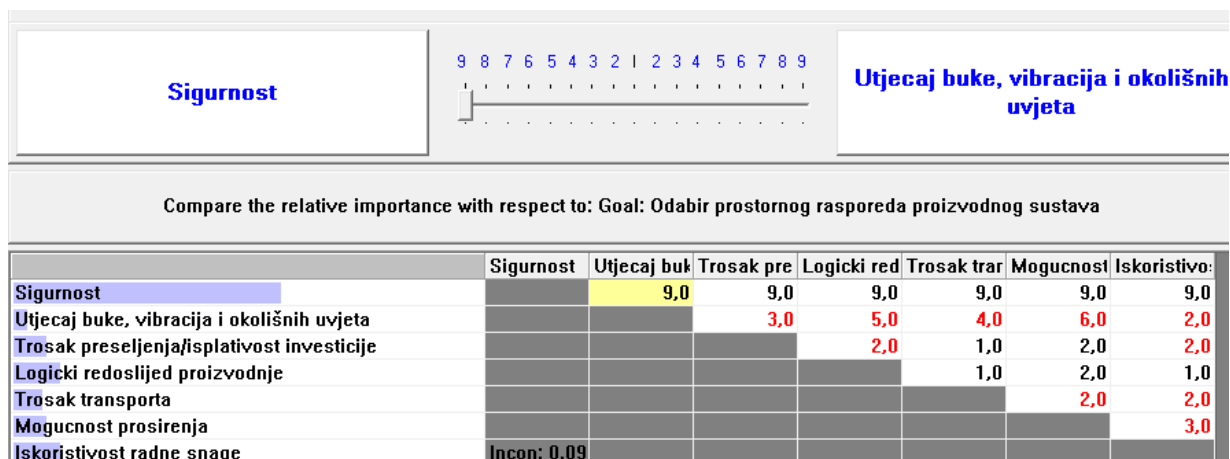 Sigurnost
9 8 7 6 5 4 3 2 1 2 3 4 5 6 7 8 9
Utjecaj buke, vibracija i okolišnih
uvjeta
Compare the relative importance with respect to: Goal: Odabir prostornog rasporeda proizvodnog sustava
Sigurnost Utjecaj buk Trosak pre Logicki red Trosak tran Mogucnost Iskoristivo
Sigurnost 9,0 9,0 9,0 9,0 9,0 9,0
Utjecaj buke, vibracija i okolišnih uvjeta 3,0 5,0 4,0 6,0 2,0
Trosak preseljenja/isplativost investicije 2,0 1,0 2,0 2,0
Logicki redoslijed proizvodnje 1,0 2,0 1,0
Trosak transporta 2,0 2,0
Mogucnost prosirenja 3,0
Iskoristivost radne snage Incon: 0,09